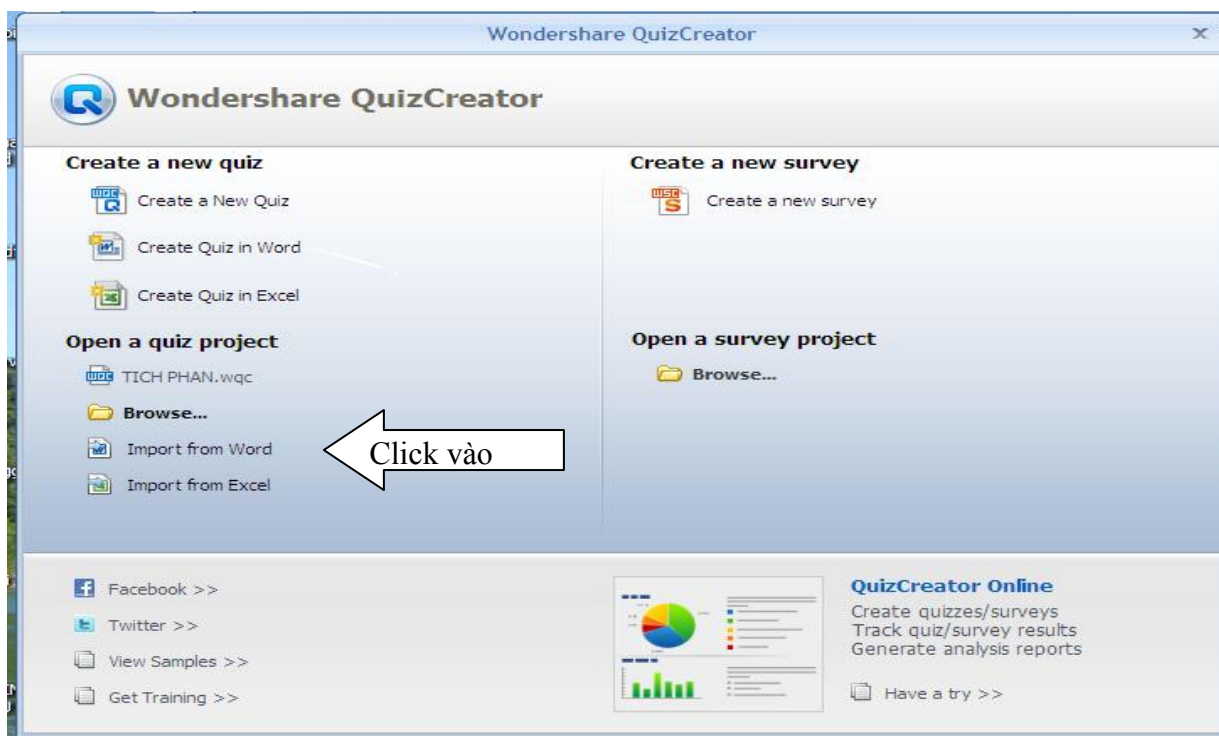 Wondershare QuizCreator
Wondershare QuizCreator
Create a new quiz
Create a New Quiz
Create Quiz in Word
Create Quiz in Excel
Open a quiz project
TICH PHAN.wqc
Browse...
Import from Word
Click vào
Import from Excel
Create a new survey
Create a new survey
Open a survey project
Browse...
Facebook >>
Twitter >>
View Samples >>
Get Training >>
QuizCreator Online
Create quizzes/surveys
Track quiz/survey results
Generate analysis reports
Have a try >>